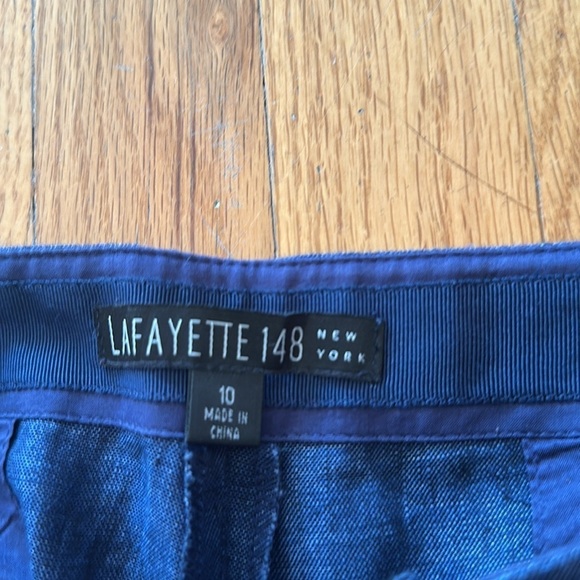 LAFAYETTE 148 NEW YORK
10
MADE IN
CHINA